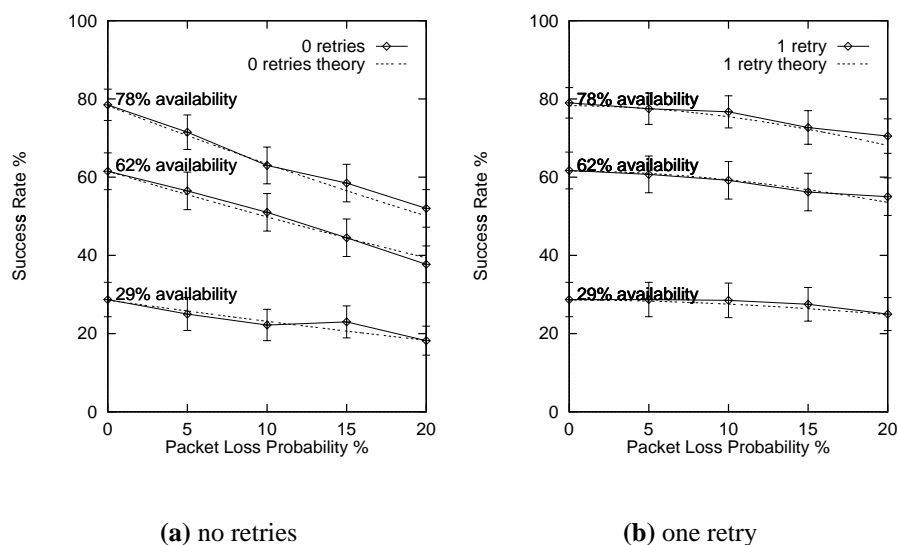 100
80
60
40
20
0
Success Rate %
0 retries
0 retries theory
78% availability
62% availability
29% availability
0 5 10 15 20
Packet Loss Probability %
(a) no retries
100
80
60
40
20
0
Success Rate %
1 retry
1 retry theory
78% availability
62% availability
29% availability
0 5 10 15 20
Packet Loss Probability %
(b) one retry